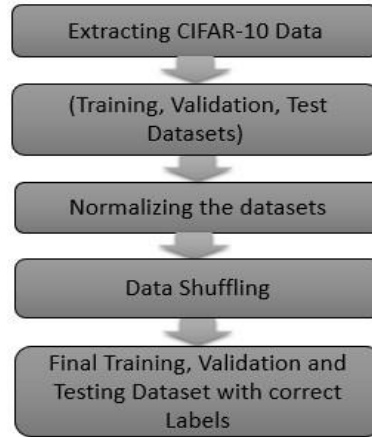 Extracting CIFAR-10 Data
(Training, Validation, Test
Datasets)
Normalizing the datasets
Data Shuffling
Final Training, Validation and
Testing Dataset with correct
Labels